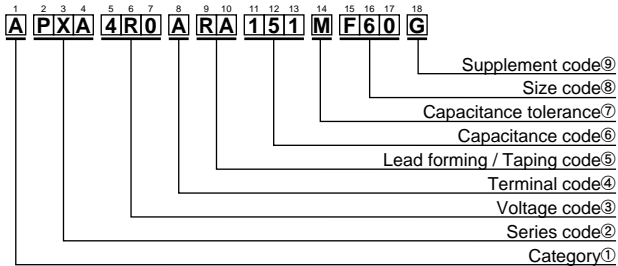 1 2 3 4 5 6 7 8 9 10 11 12 13 14 15 16 17 18
A PXA 4R0 A RA 151 M F60 G
Supplement code⑨
Size code⑧
Capacitance tolerance⑦
Capacitance code⑥
Lead forming / Taping code⑤
Terminal code④
Voltage code③
Series code②
Category①